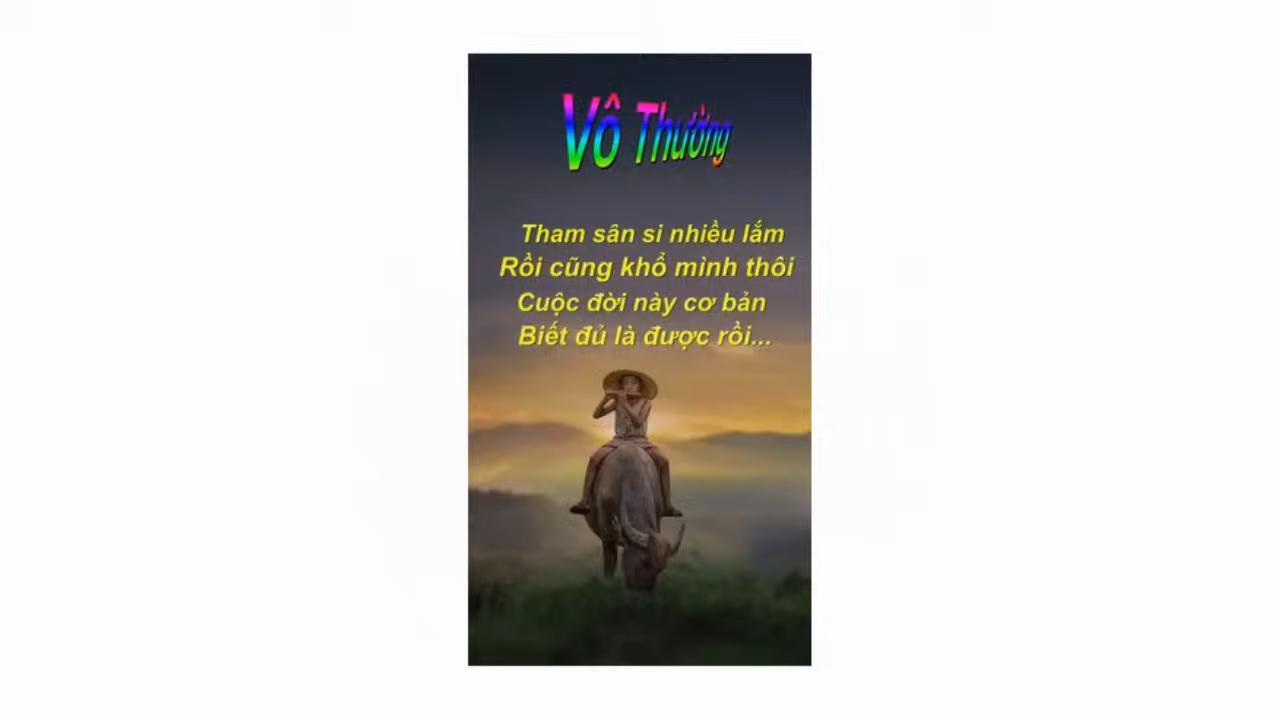 Vô Thường
Tham sân si nhiều lắm
Rồi cũng khổ mình thôi
Cuộc đời này cơ bản
Biết đủ là được rồi...